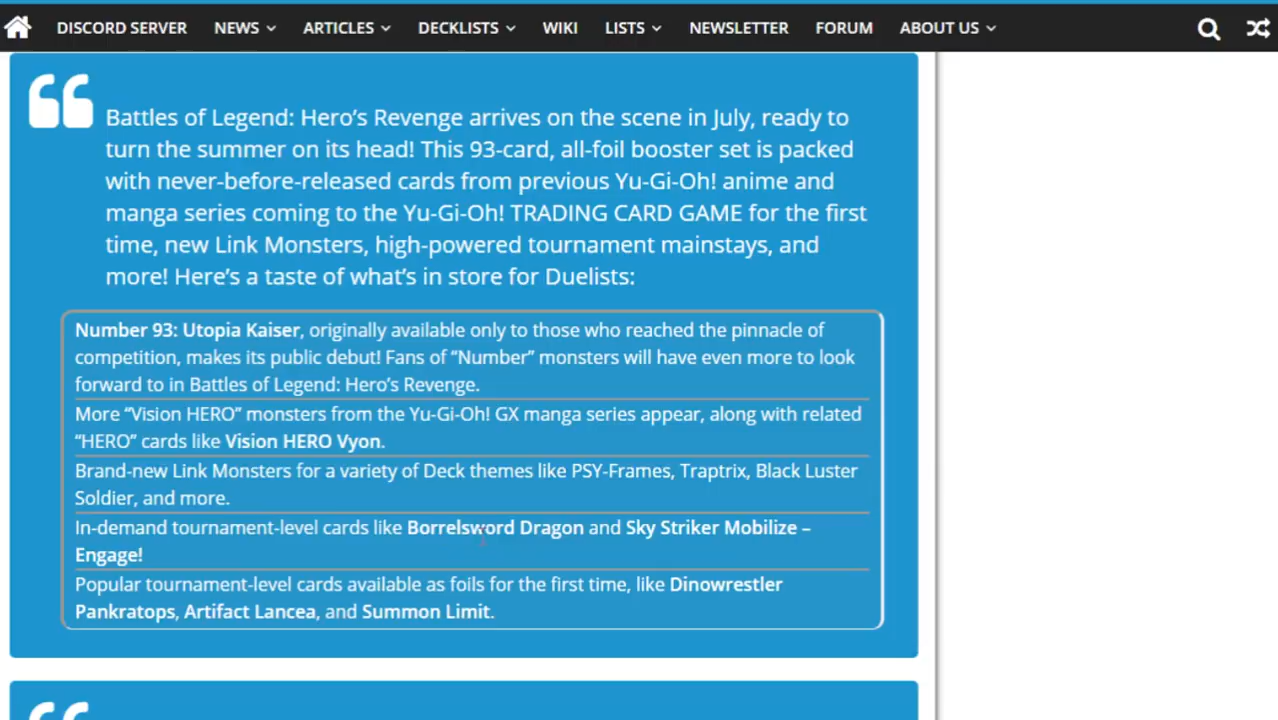 DISCORD SERVER NEWS ARTICLES DECKLISTS WIKI LISTS NEWSLETTER FORUM ABOUT US
Battles of Legend: Hero’s Revenge arrives on the scene in July, ready to
turn the summer on its head! This 93-card, all-foil booster set is packed
with never-before-released cards from previous Yu-Gi-Oh! anime and
manga series coming to the Yu-Gi-Oh! TRADING CARD GAME for the first
time, new Link Monsters, high-powered tournament mainstays, and
more! Here’s a taste of what’s in store for Duelists:
Number 93: Utopia Kaiser, originally available only to those who reached the pinnacle of
competition, makes its public debut! Fans of “Number” monsters will have even more to look
forward to in Battles of Legend: Hero’s Revenge.
More “Vision HERO” monsters from the Yu-Gi-Oh! GX manga series appear, along with related
“HERO” cards like Vision HERO Vyon.
Brand-new Link Monsters for a variety of Deck themes like PSY-Frames, Traptrix, Black Luster
Soldier, and more.
In-demand tournament-level cards like Borrelsword Dragon and Sky Striker Mobilize –
Engage!
Popular tournament-level cards available as foils for the first time, like Dinowrestler
Pankratops, Artifact Lancea, and Summon Limit.